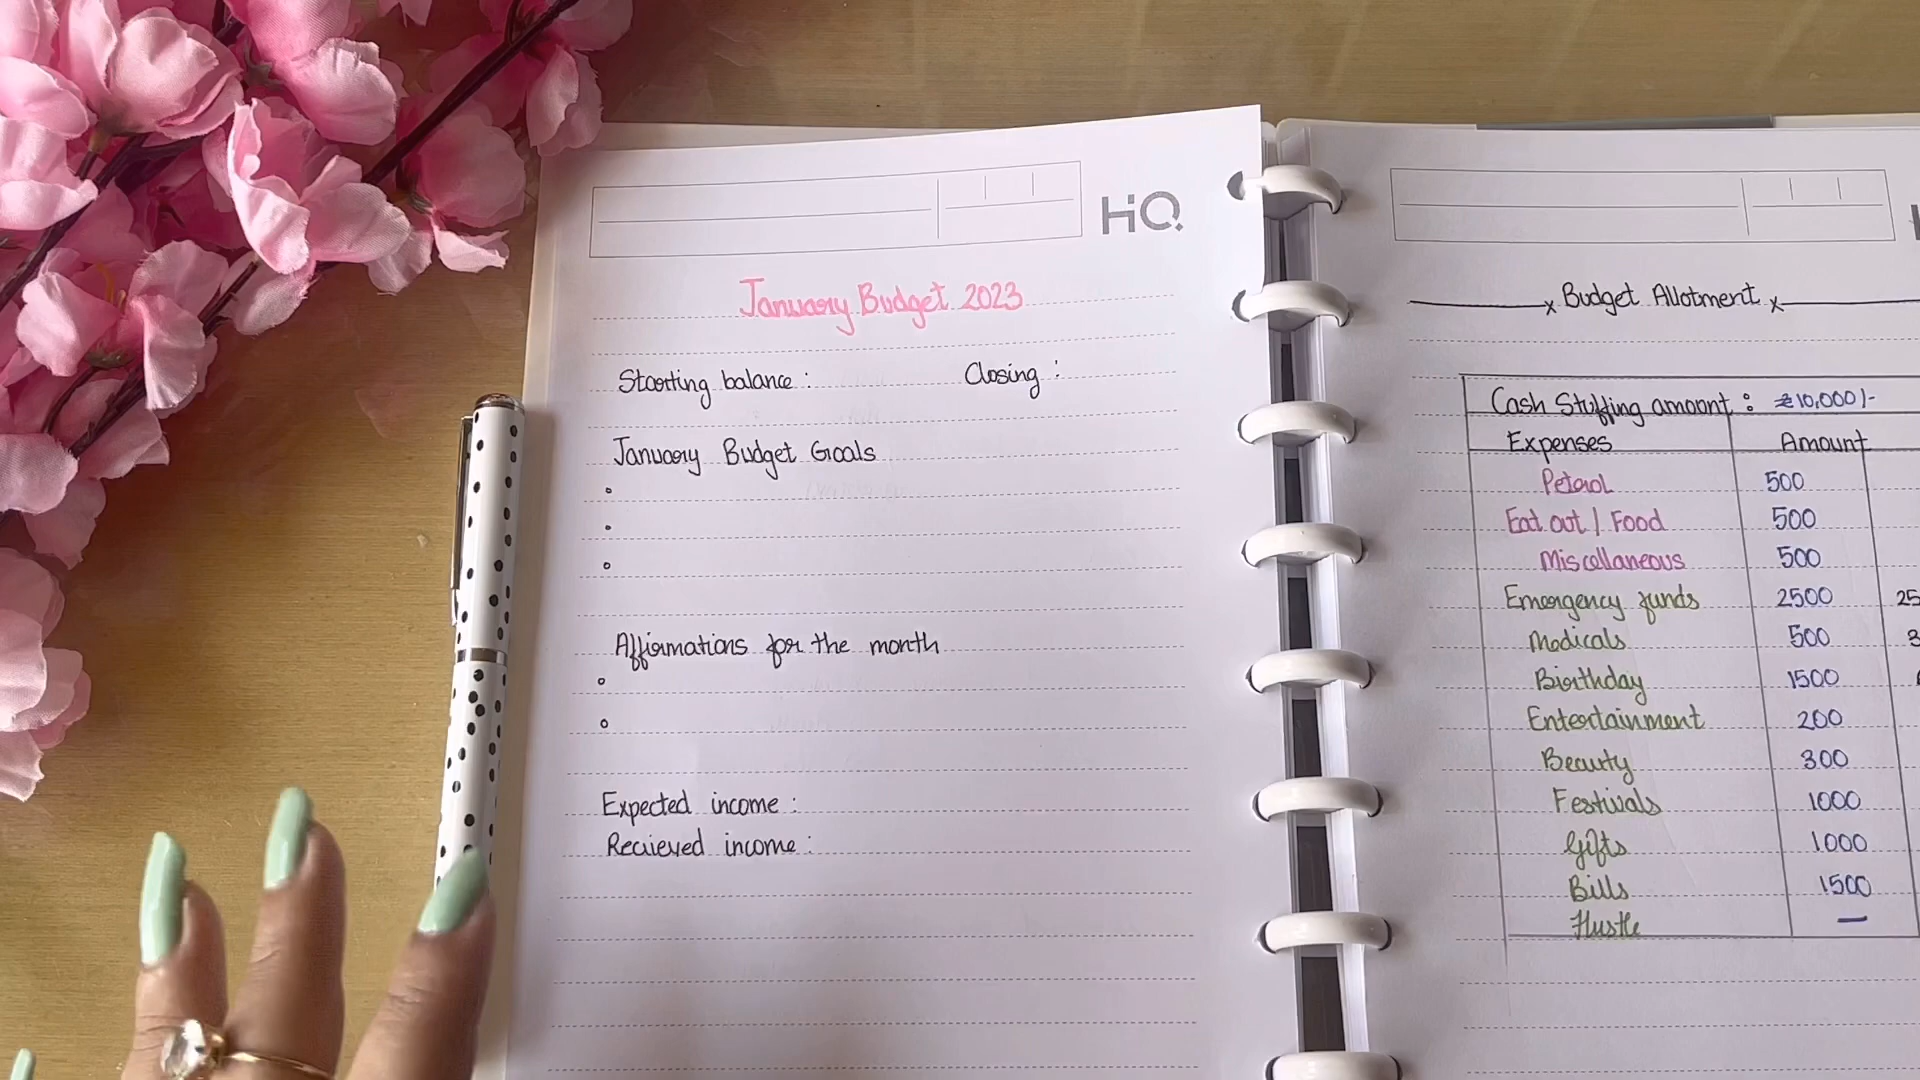 HQ
January Budget 2023
Starting balance : Closing :
January Budget Goals
Affirmations for the month
Expected income :
Recieved income :
x Budget Allotment x
Cash Stuffing amount : ₹10,000/-
Expenses Amount
Petrol 500
Eat out / Food 500
Miscellaneous 500
Emergency funds 2500
Medicals 500
Birthday 1500
Entertainment 200
Beauty 300
Festivals 1000
Gifts 1000
Bills 1500
Hustle —